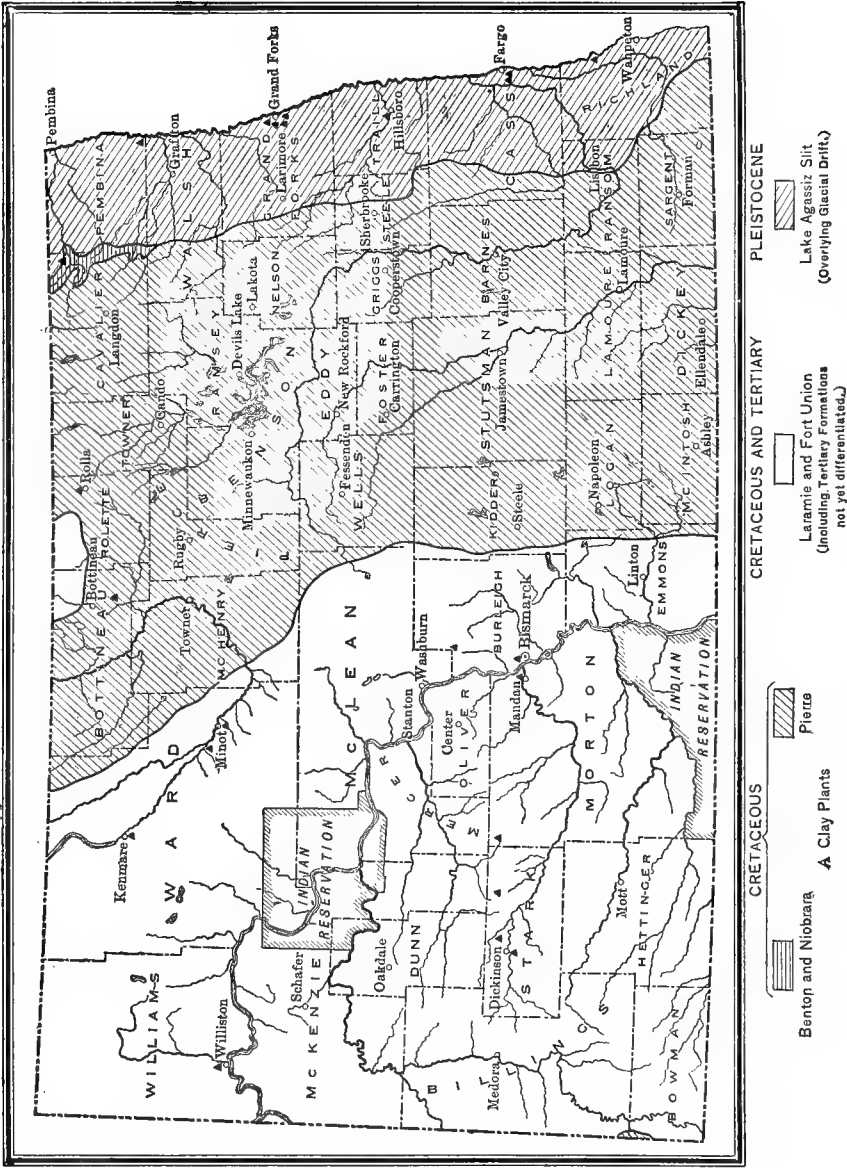 Pembina
PEMBINA
Grafton
WALSH
Grand Forks
GRAND
FORKS
Larimore
TRAILL
Hillsboro
Fargo
CASS
Wahpeton
RICHLAND
CAVALIER
Langdon
RAMSEY
Devils Lake
Lakota
NELSON
Sherbrooke
STEELE
GRIGGS
Cooperstown
BARNES
Valley City
Lisbon
RANSOM
SARGENT
Forman
LAMOURE
Lamoure
DICKEY
Ellendale
TOWNER
Cando
BENSON
Minnewaukon
EDDY
New Rockford
FOSTER
Carrington
STUTSMAN
Jamestown
Rolla
ROLETTE
PIERCE
Rugby
Fessenden
WELLS
KIDDER
Steele
Napoleon
LOGAN
MCINTOSH
Ashley
Bottineau
BOTTINEAU
Towner
MCHENRY
MCLEAN
Washburn
BURLEIGH
Bismarck
Linton
EMMONS
WARD
Minot
Kenmare
Stanton
MERCER
Center
OLIVER
Mandan
MORTON
INDIAN
RESERVATION
INDIAN
RESERVATION
WILLIAMS
Williston
Schafer
MCKENZIE
Oakdale
DUNN
Dickinson
STARK
Mott
HETTINGER
Medora
BILLINGS
BOWMAN
CRETACEOUS
Benton and Niobrara
Pierre
Clay Plants
CRETACEOUS AND TERTIARY
Laramie and Fort Union
(Including Tertiary Formations
not yet differentiated.)
PLEISTOCENE
Lake Agassiz Slit
(Overlying Glacial Drift.)